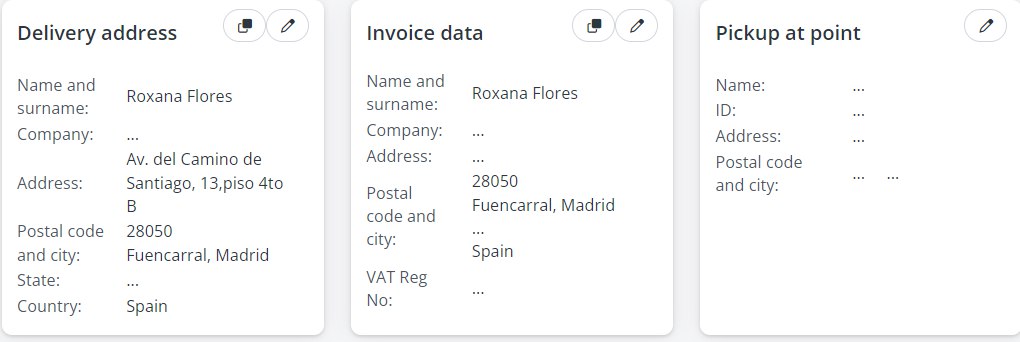 Delivery address
Name and
surname:
Roxana Flores
Company:
...
Address:
Av. del Camino de
Santiago, 13,piso 4to
B
Postal code
and city:
28050
Fuencarral, Madrid
State:
...
Country:
Spain
Invoice data
Name and
surname:
Roxana Flores
Company:
...
Address:
...
Postal
code and
city:
28050
Fuencarral, Madrid
...
Spain
VAT Reg
No:
...
Pickup at point
Name:
...
ID:
...
Address:
...
Postal code
and city:
... ...